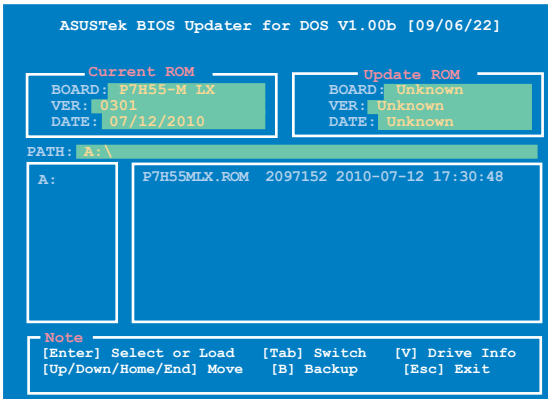 ASUSTek BIOS Updater for DOS V1.00b [09/06/22]
Current ROM
BOARD: P7H55-M LX
VER: 0301
DATE: 07/12/2010
Update ROM
BOARD: Unknown
VER: Unknown
DATE: Unknown
PATH: A:\
A:
P7H55MLX.ROM 2097152 2010-07-12 17:30:48
Note
[Enter] Select or Load [Tab] Switch [V] Drive Info
[Up/Down/Home/End] Move [B] Backup [Esc] Exit